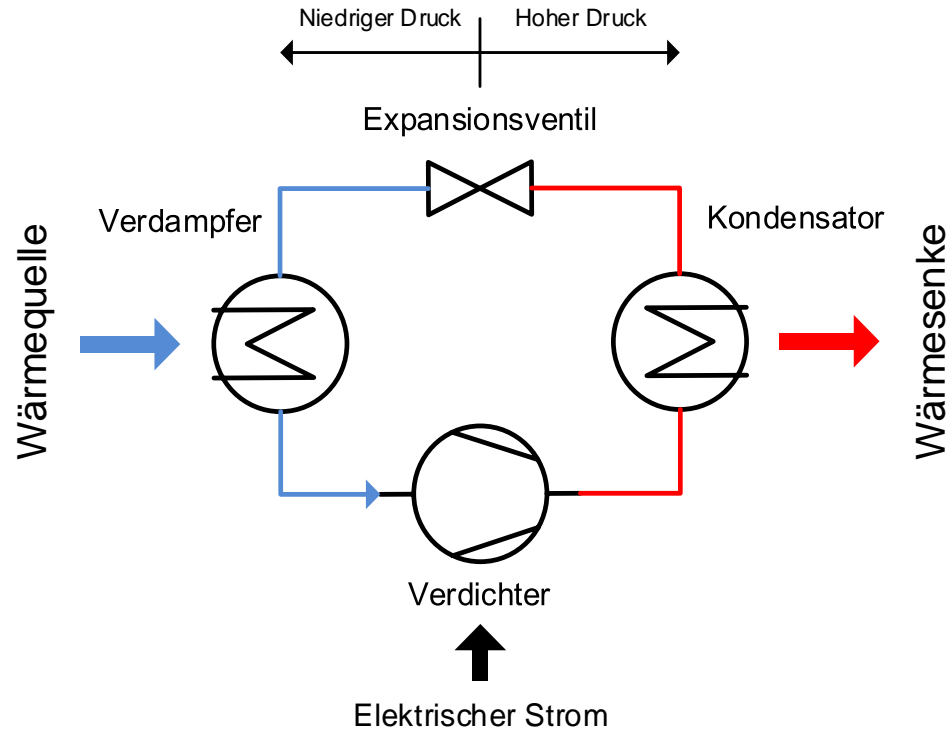 Niedriger Druck
Hoher Druck
Expansionsventil
Verdampfer
Kondensator
Wärmequelle
Wärmesenke
Verdichter
Elektrischer Strom